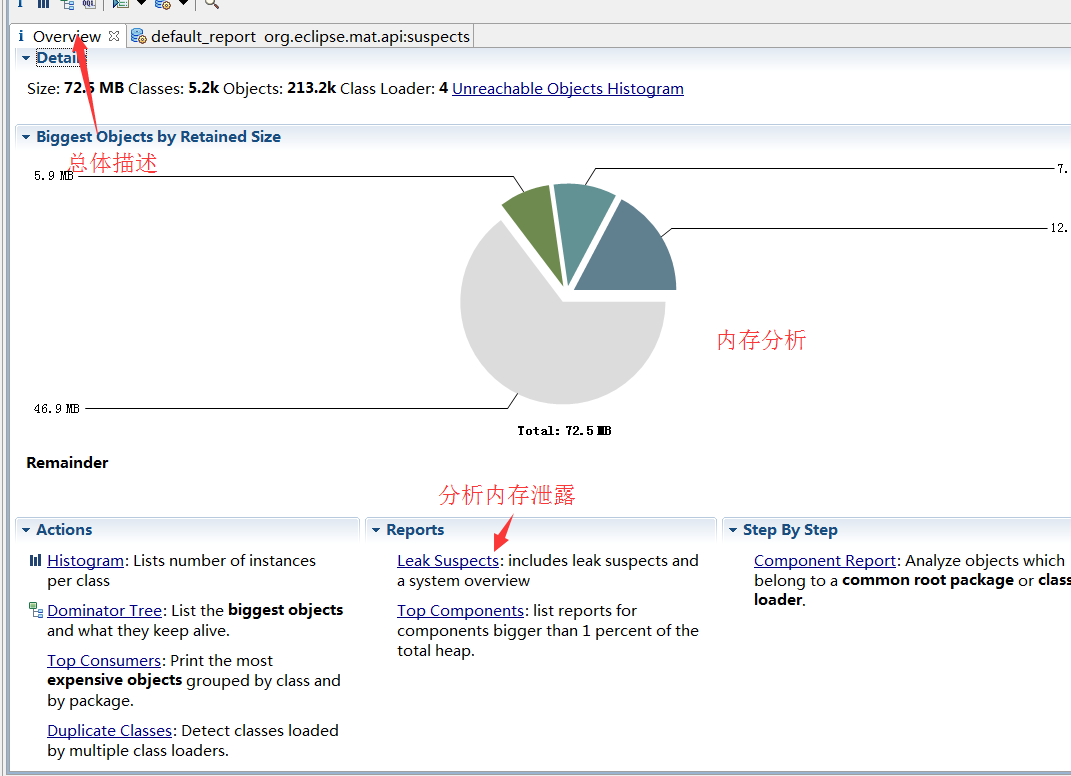 Overview
default_report org.eclipse.mat.api:suspects
Details
Size: 72.5 MB Classes: 5.2k Objects: 213.2k Class Loader: 4 Unreachable Objects Histogram
Biggest Objects by Retained Size
总体描述
5.9 MB
7.
12.
内存分析
46.9 MB
Total: 72.5 MB
Remainder
分析内存泄露
Actions
Histogram: Lists number of instances
per class
Dominator Tree: List the biggest objects
and what they keep alive.
Top Consumers: Print the most
expensive objects grouped by class and
by package.
Duplicate Classes: Detect classes loaded
by multiple class loaders.
Reports
Leak Suspects: includes leak suspects and
a system overview
Top Components: list reports for
components bigger than 1 percent of the
total heap.
Step By Step
Component Report: Analyze objects which
belong to a common root package or class
loader.